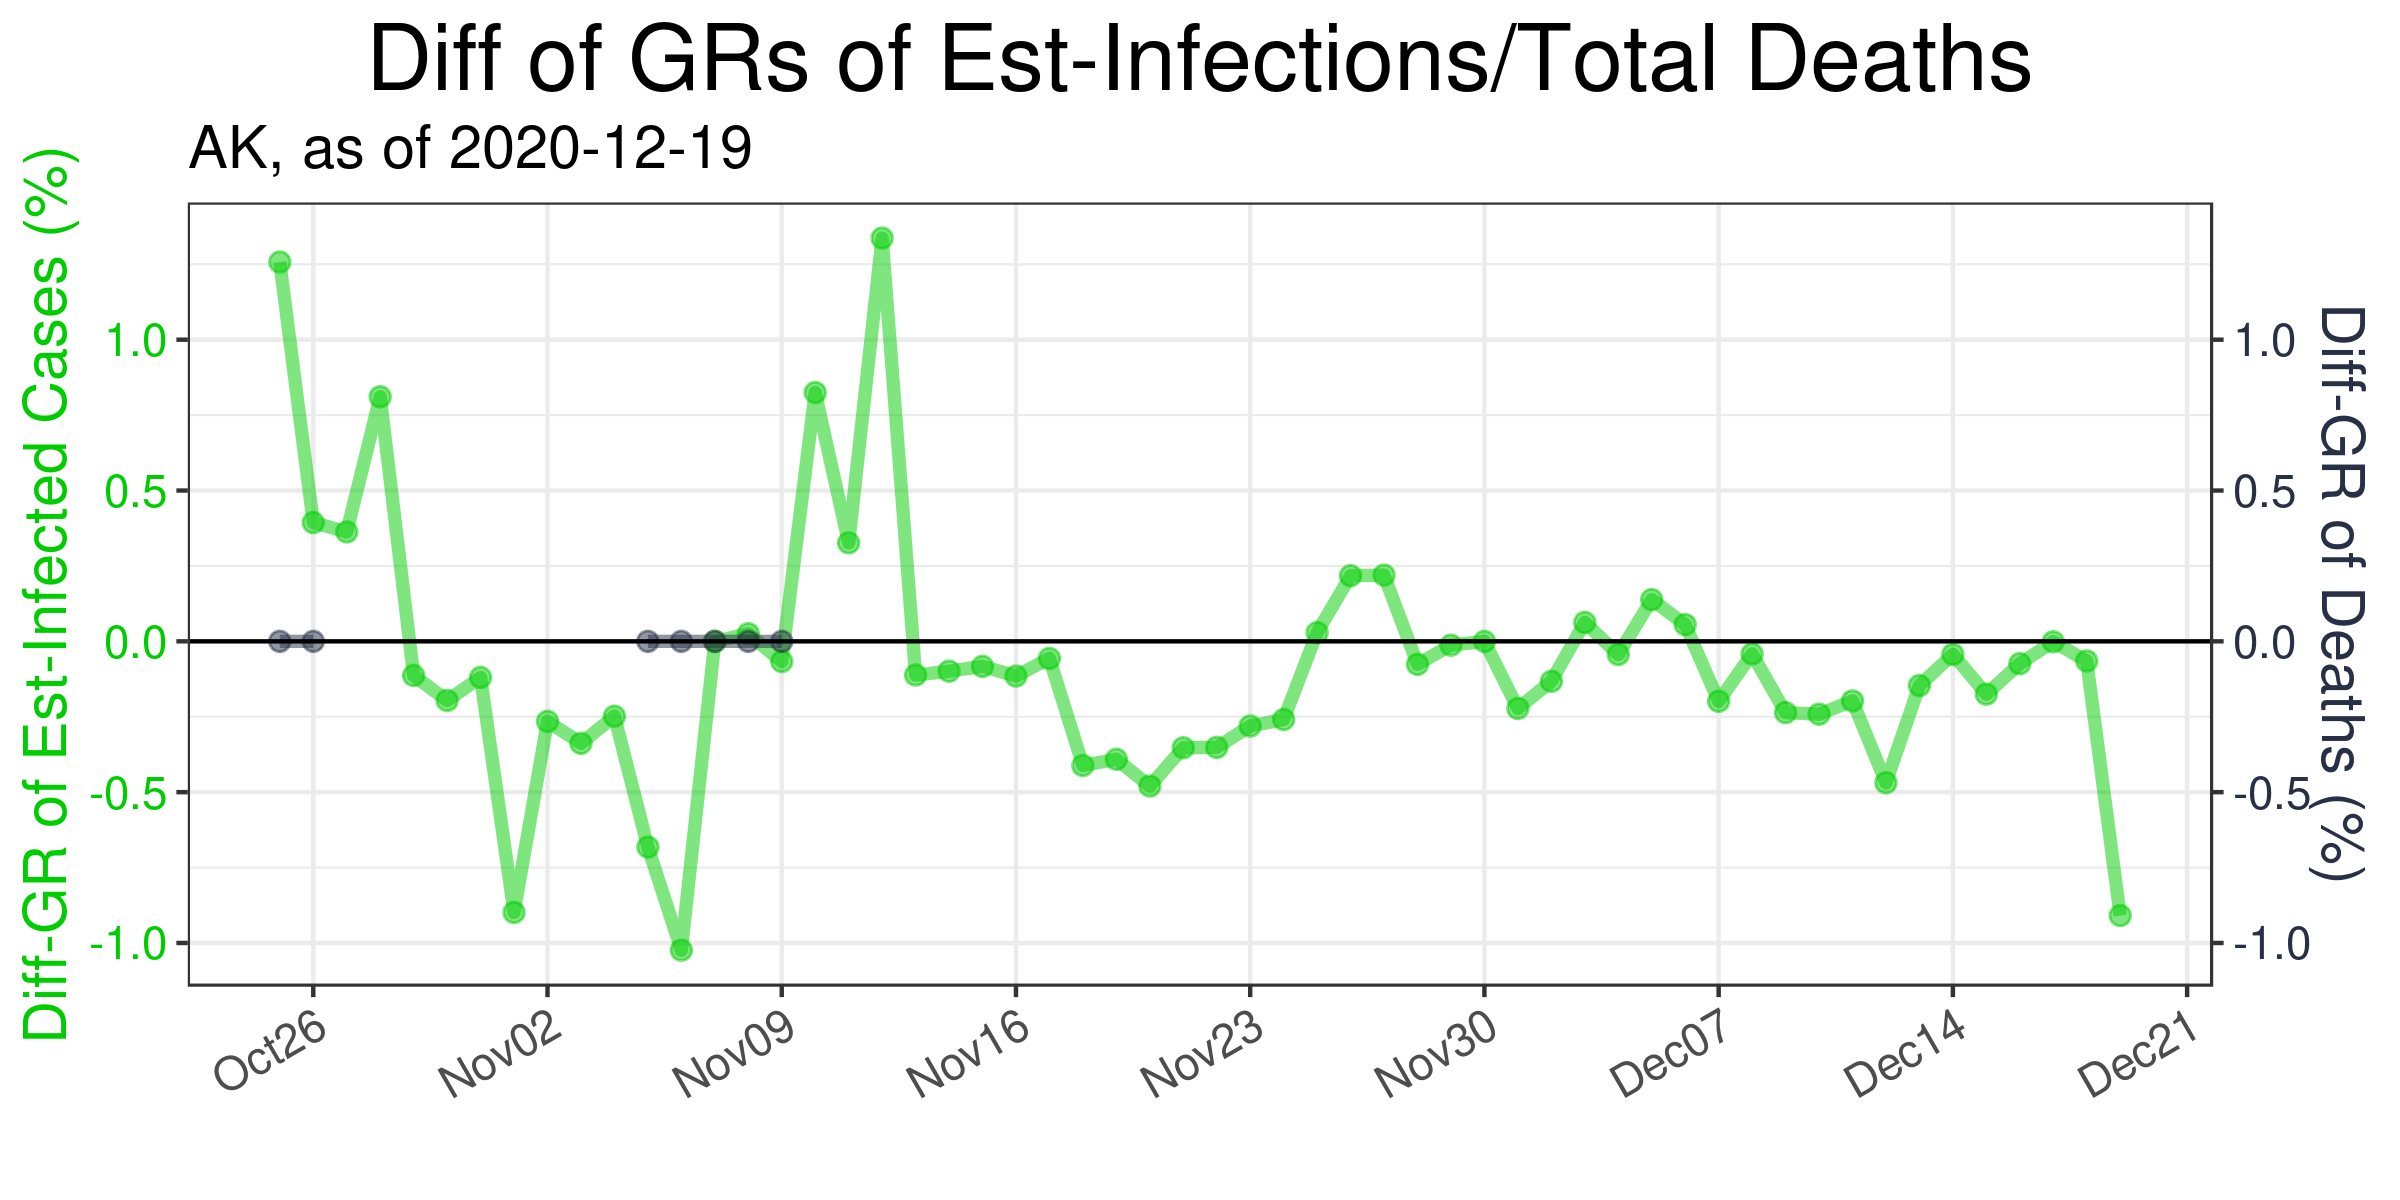 Diff of GRs of Est-Infections/Total Deaths
AK, as of 2020-12-19
Diff-GR of Est-Infected Cases (%)
1.0
0.5
0.0
-0.5
-1.0
1.0
0.5
0.0
-0.5
-1.0
Diff-GR of Deaths (%)
Oct26 Nov02 Nov09 Nov16 Nov23 Nov30 Dec07 Dec14 Dec21